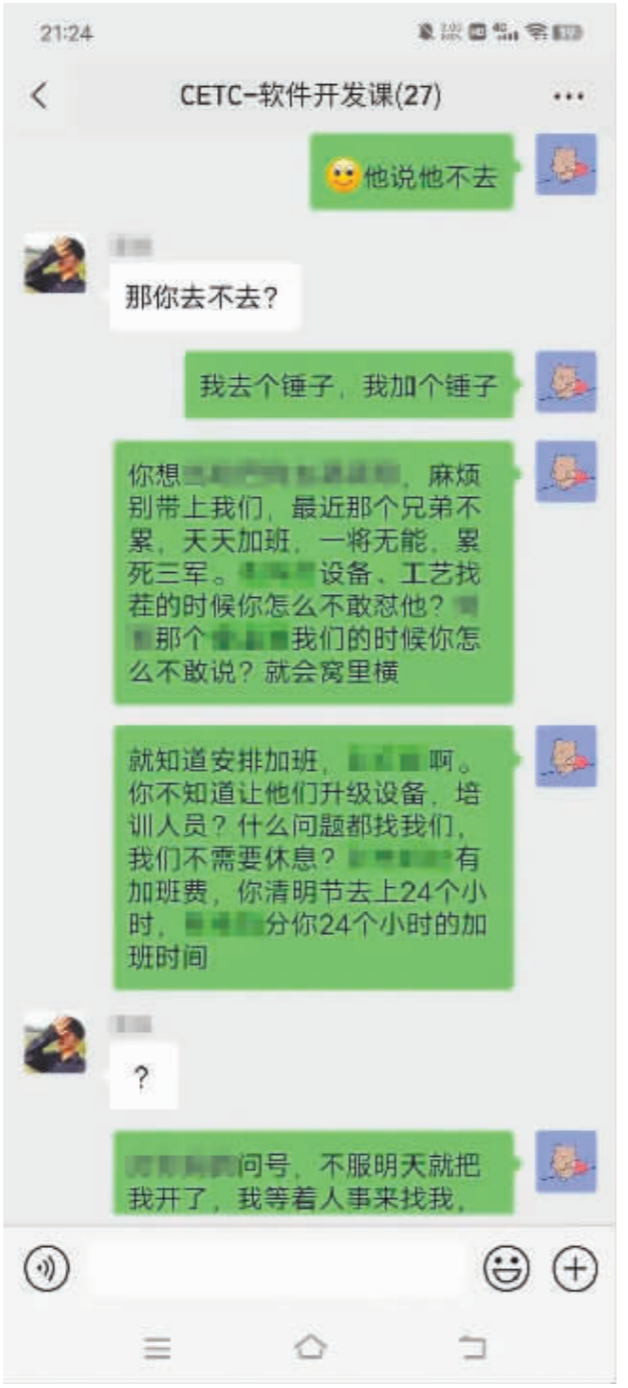 21:24
4G
CETC-软件开发课(27)
他说他不去
那你去不去?
我去个锤子，我加个锤子
你想，麻烦
别带上我们，最近那个兄弟不
累，天天加班，一将无能，累
死三军。设备、工艺找
茬的时候你怎么不敢怼他?
那个我们的时候你怎
么不敢说?就会窝里横
就知道安排加班，啊。
你不知道让他们升级设备，培
训人员?什么问题都找我们，
我们不需要休息?有
加班费，你清明节去上24个小
时，分你24个小时的加
班时间
?
问号，不服明天就把
我开了，我等着人事来找我，